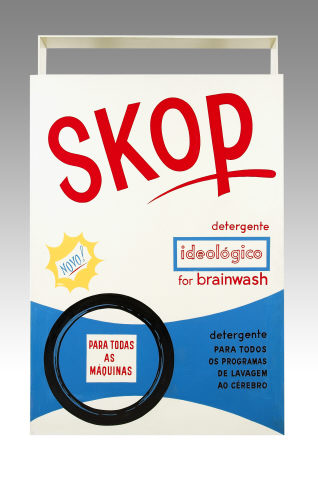 SKOP
detergente
ideológico
for brainwash
NOVO!
PARA TODAS
AS
MÁQUINAS
detergente
PARA TODOS
OS PROGRAMAS
DE LAVAGEM
AO CÉREBRO